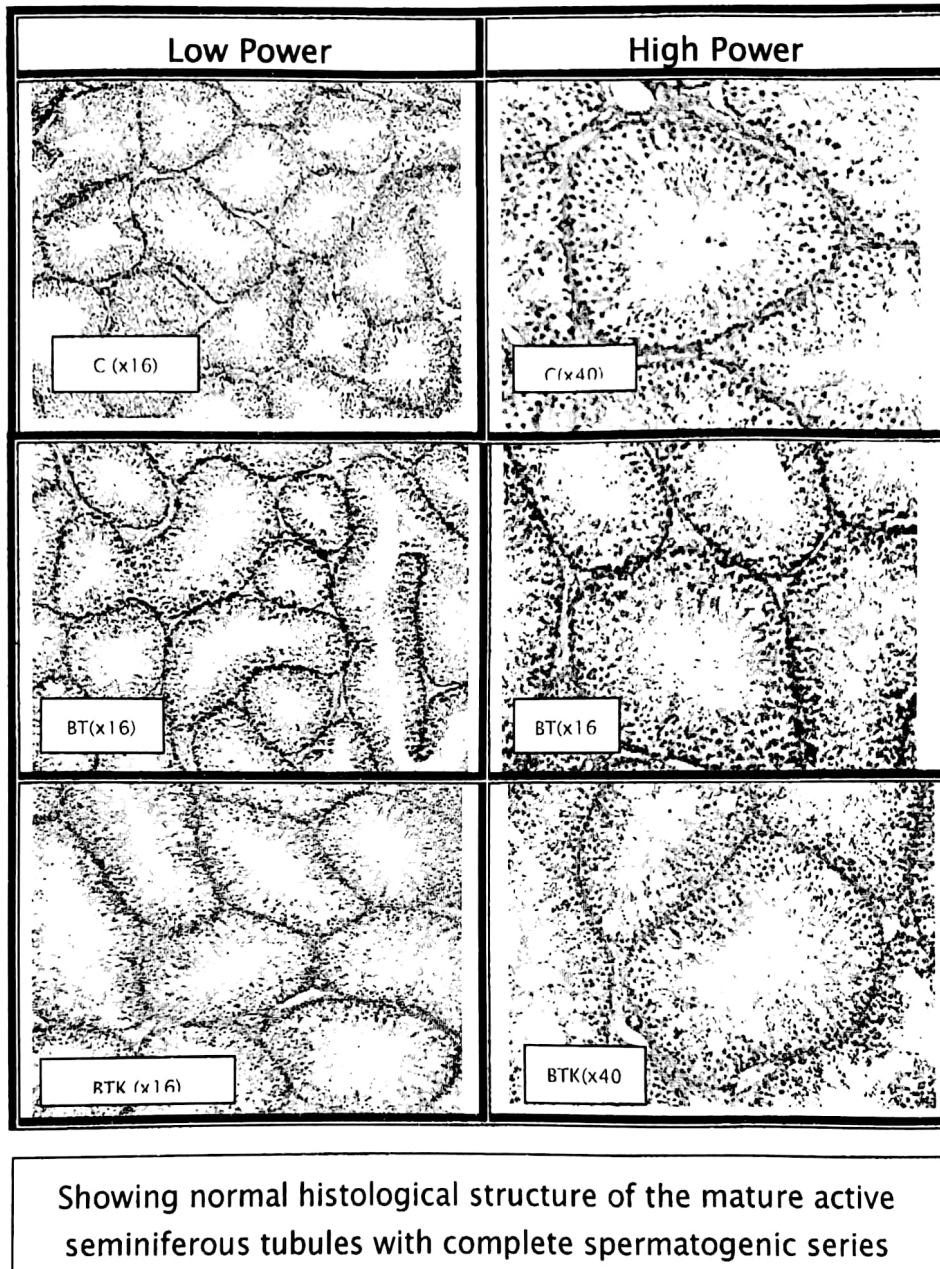 Low Power
High Power
C (x16)
C(x40)
BT(x16)
BT(x16
BTK (x16)
BTK(x40
Showing normal histological structure of the mature active
seminiferous tubules with complete spermatogenic series